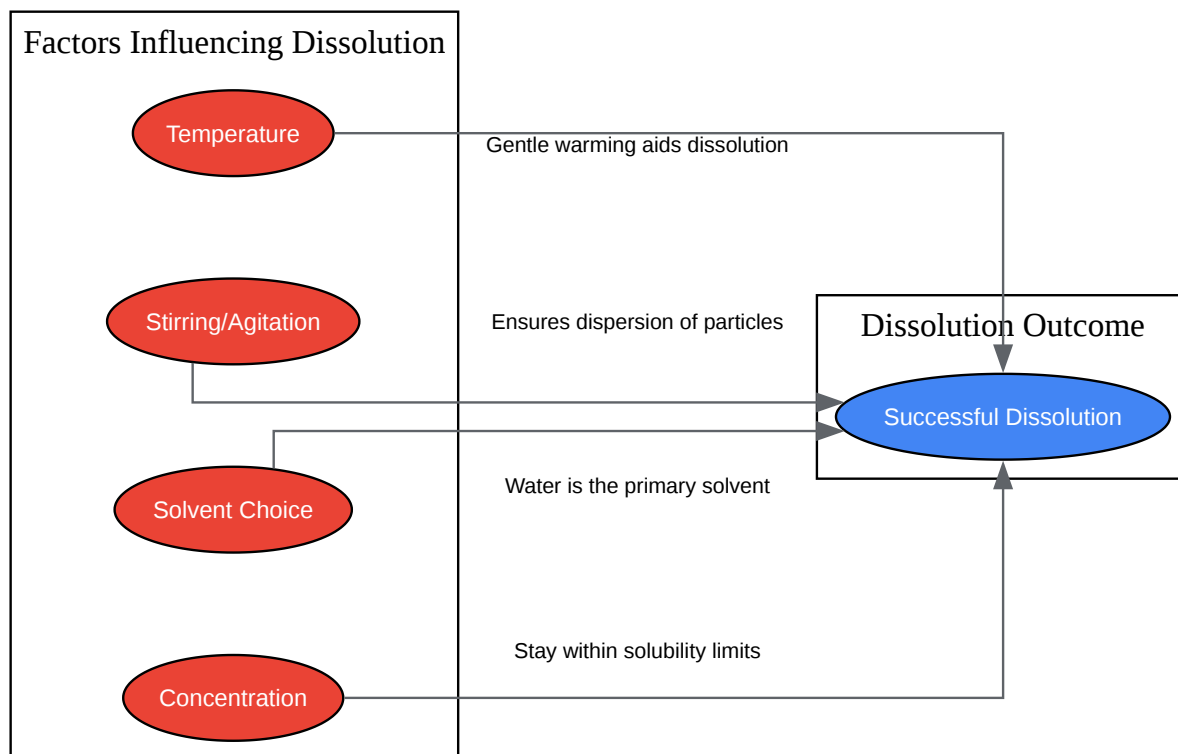 Factors Influencing Dissolution
Temperature
Gentle warming aids dissolution
Stirring/Agitation
Ensures dispersion of particles
Dissolution Outcome
Successful Dissolution
Solvent Choice
Water is the primary solvent
Stay within solubility limits
Concentration